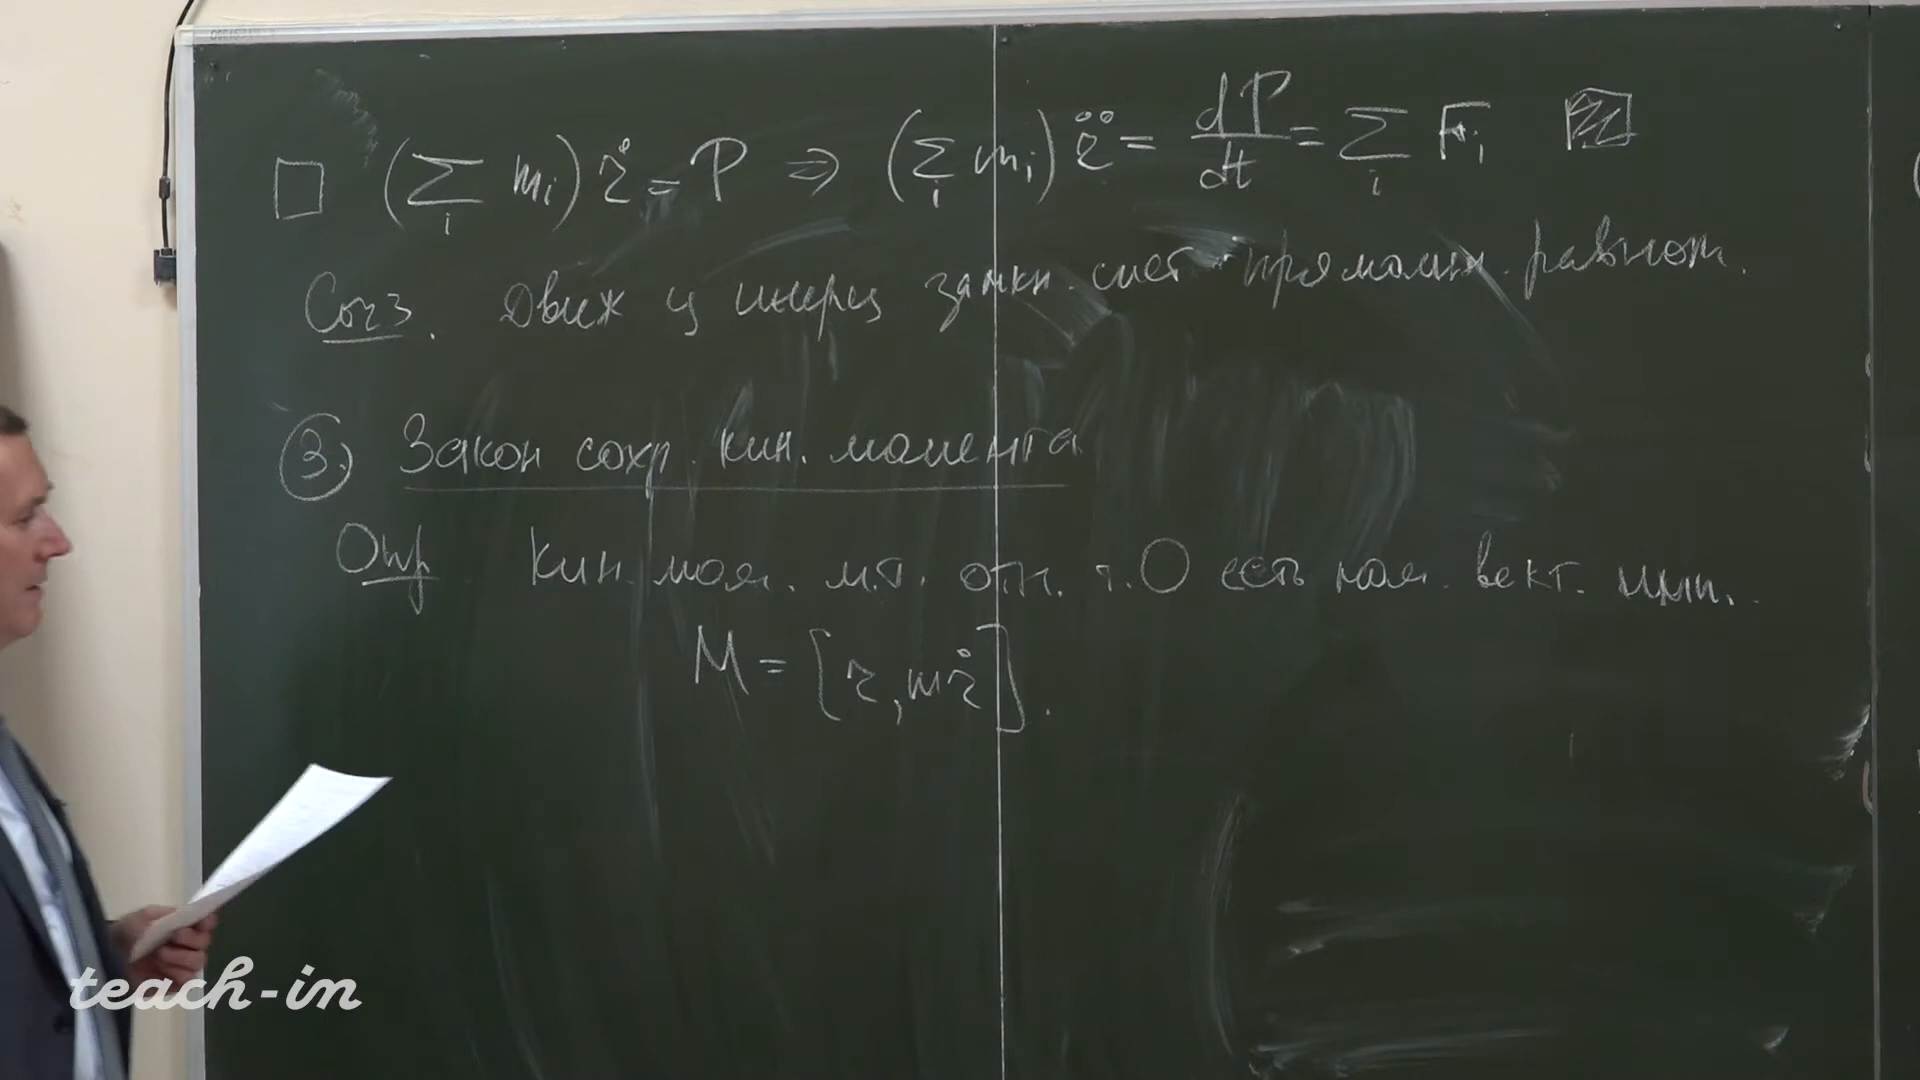 □ (∑ᵢ mᵢ) ṙ = P ⇒ (∑ᵢ mᵢ) r̈ = dP/dt = ∑ᵢ Fᵢ
Движ ц инерц замкн. сист прямолин. равном.
3. Закон сохр. кин. момента
Опр Кин. мом. м.т. отн. т. O есть мом. вект. имп.
M = [r, mṙ].
teach-in